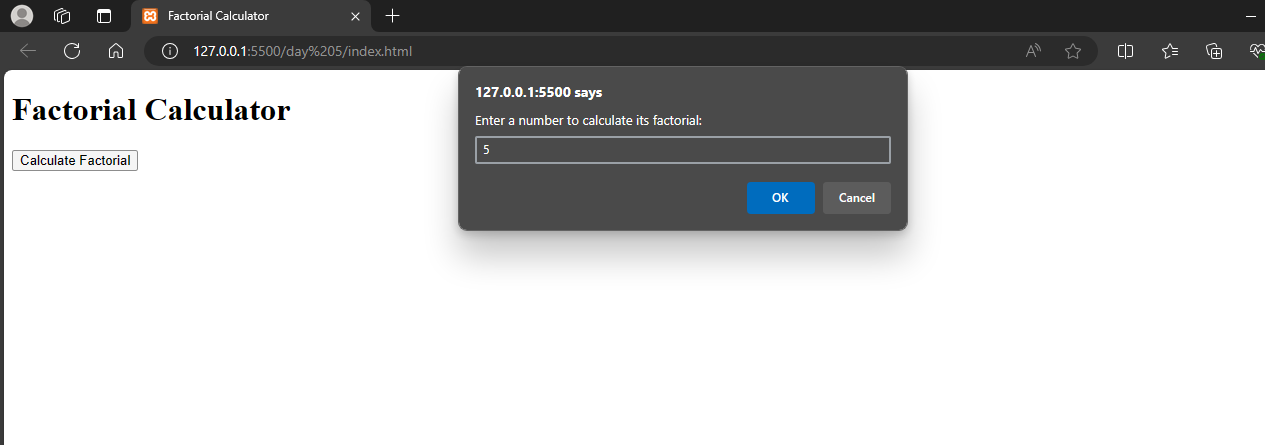 Factorial Calculator
127.0.0.1:5500/day%205/index.html
127.0.0.1:5500 says
Enter a number to calculate its factorial:
5
OK Cancel
Factorial Calculator
Calculate Factorial